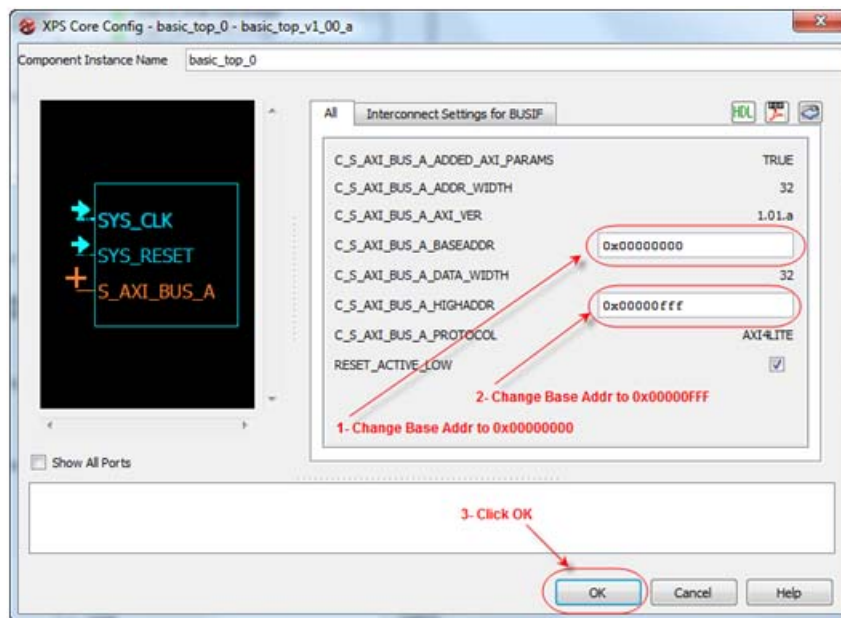 XPS Core Config - basic_top_0 - basic_top_v1_00_a
Component Instance Name basic_top_0
All Interconnect Settings for BUSIF HDL
SYS_CLK
SYS_RESET
S_AXI_BUS_A
C_S_AXI_BUS_A_ADDED_AXI_PARAMS TRUE
C_S_AXI_BUS_A_ADDR_WIDTH 32
C_S_AXI_BUS_A_AXI_VER 1.01.a
C_S_AXI_BUS_A_BASEADDR 0x00000000
C_S_AXI_BUS_A_DATA_WIDTH 32
C_S_AXI_BUS_A_HIGHADDR 0x00000fff
C_S_AXI_BUS_A_PROTOCOL AXI4LITE
RESET_ACTIVE_LOW
2- Change Base Addr to 0x00000FFF
1- Change Base Addr to 0x00000000
Show All Ports
3- Click OK
OK Cancel Help